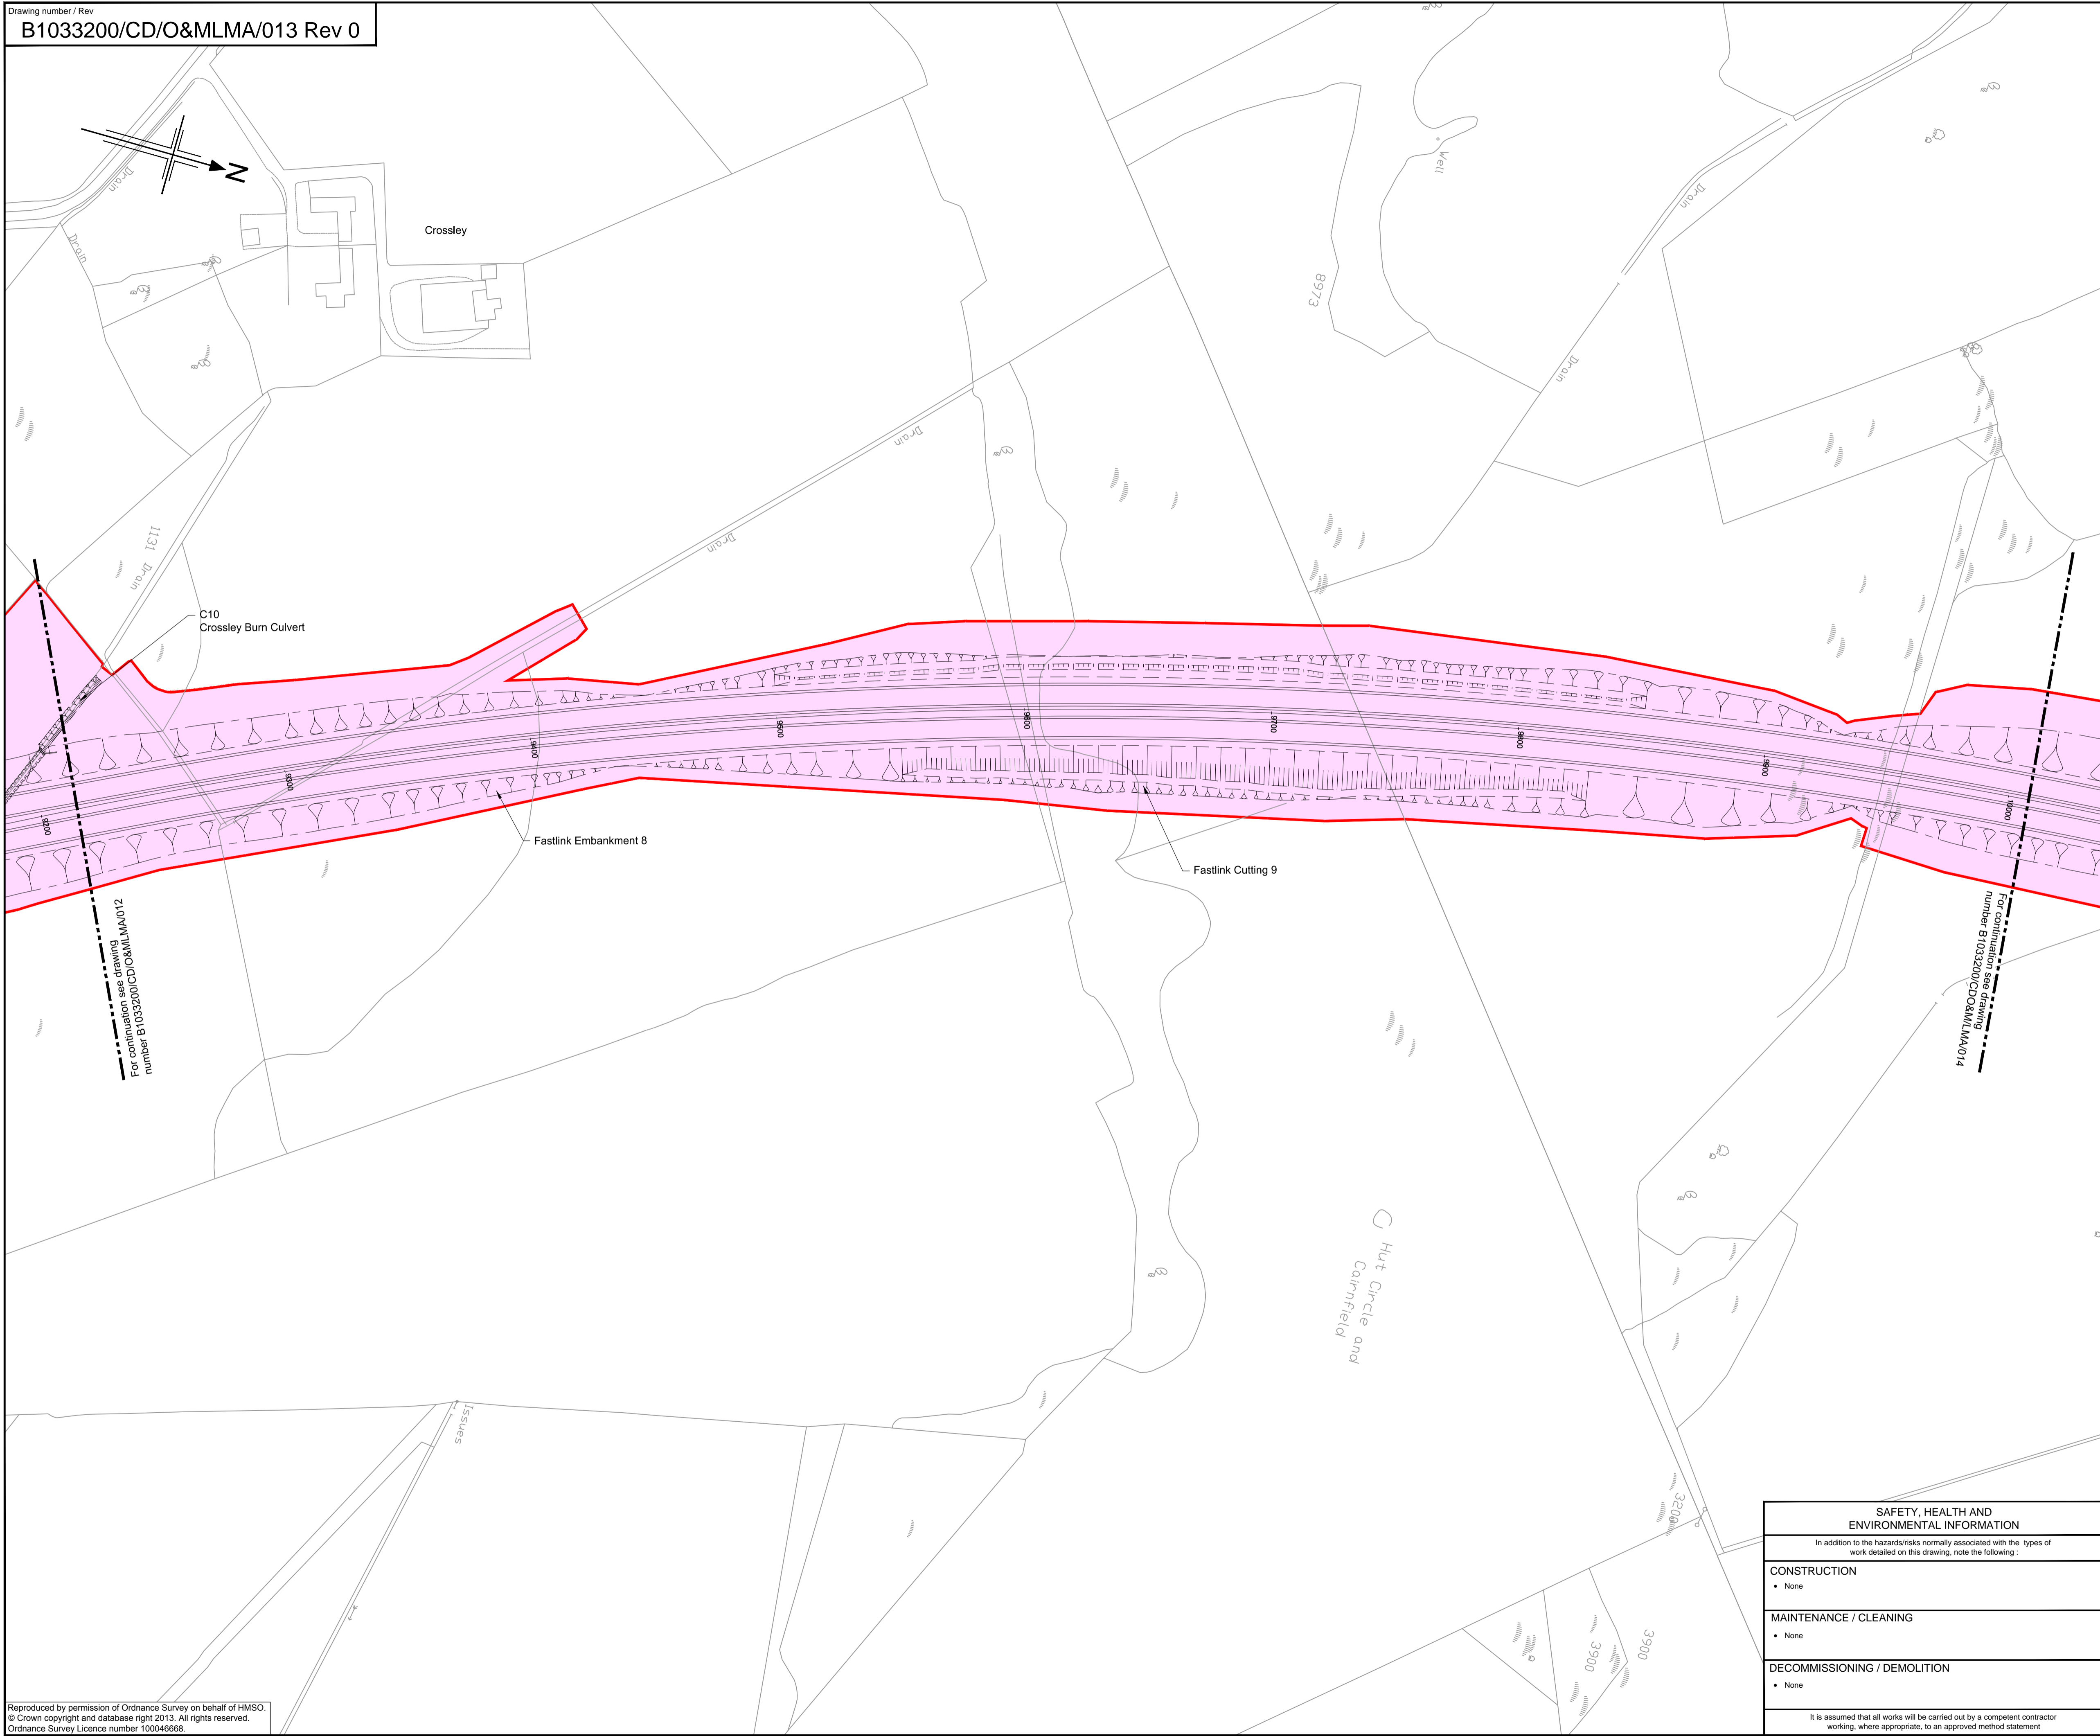 Drawing number / Rev
B1033200/CD/O&MLMA/013 Rev 0
N
Drain
Drain
Crossley
Well
8973
Drain
Drain
Drain
Drain
1131
Drain
C10
Crossley Burn Culvert
9200
9300
9400
9500
9600
9700
9800
9900
10000
Fastlink Embankment 8
Fastlink Cutting 9
For continuation see drawing
number B1033200/CD/O&MLMA/012
For continuation see drawing
number B1033200/CDO&M/LMA/014
C Hut Circle and
Cairnfield
Issues
3200
3900
3900
SAFETY, HEALTH AND
ENVIRONMENTAL INFORMATION
In addition to the hazards/risks normally associated with the types of
work detailed on this drawing, note the following :
CONSTRUCTION
• None
MAINTENANCE / CLEANING
• None
DECOMMISSIONING / DEMOLITION
• None
It is assumed that all works will be carried out by a competent contractor
working, where appropriate, to an approved method statement
Reproduced by permission of Ordnance Survey on behalf of HMSO.
© Crown copyright and database right 2013. All rights reserved.
Ordnance Survey Licence number 100046668.